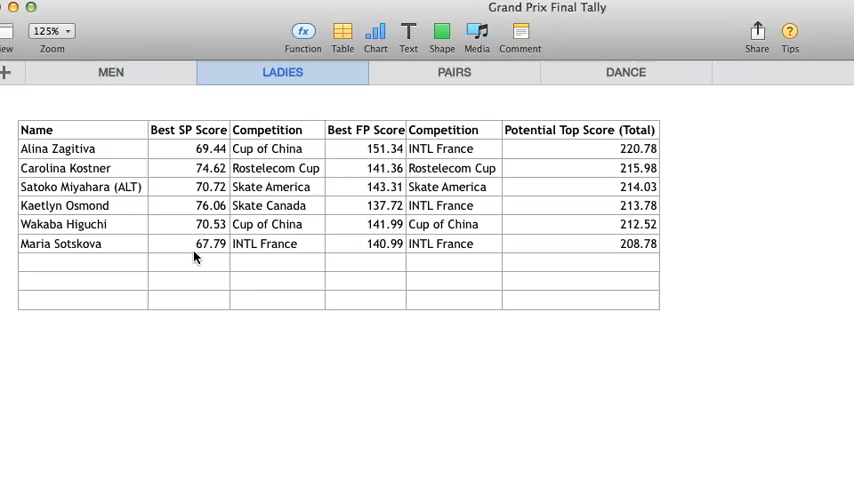 Grand Prix Final Tally
125%
iew Zoom Function Table Chart Text Shape Media Comment Share Tips
MEN LADIES PAIRS DANCE
Name Best SP Score Competition Best FP Score Competition Potential Top Score (Total)
Alina Zagitiva 69.44 Cup of China 151.34 INTL France 220.78
Carolina Kostner 74.62 Rostelecom Cup 141.36 Rostelecom Cup 215.98
Satoko Miyahara (ALT) 70.72 Skate America 143.31 Skate America 214.03
Kaetlyn Osmond 76.06 Skate Canada 137.72 INTL France 213.78
Wakaba Higuchi 70.53 Cup of China 141.99 Cup of China 212.52
Maria Sotskova 67.79 INTL France 140.99 INTL France 208.78